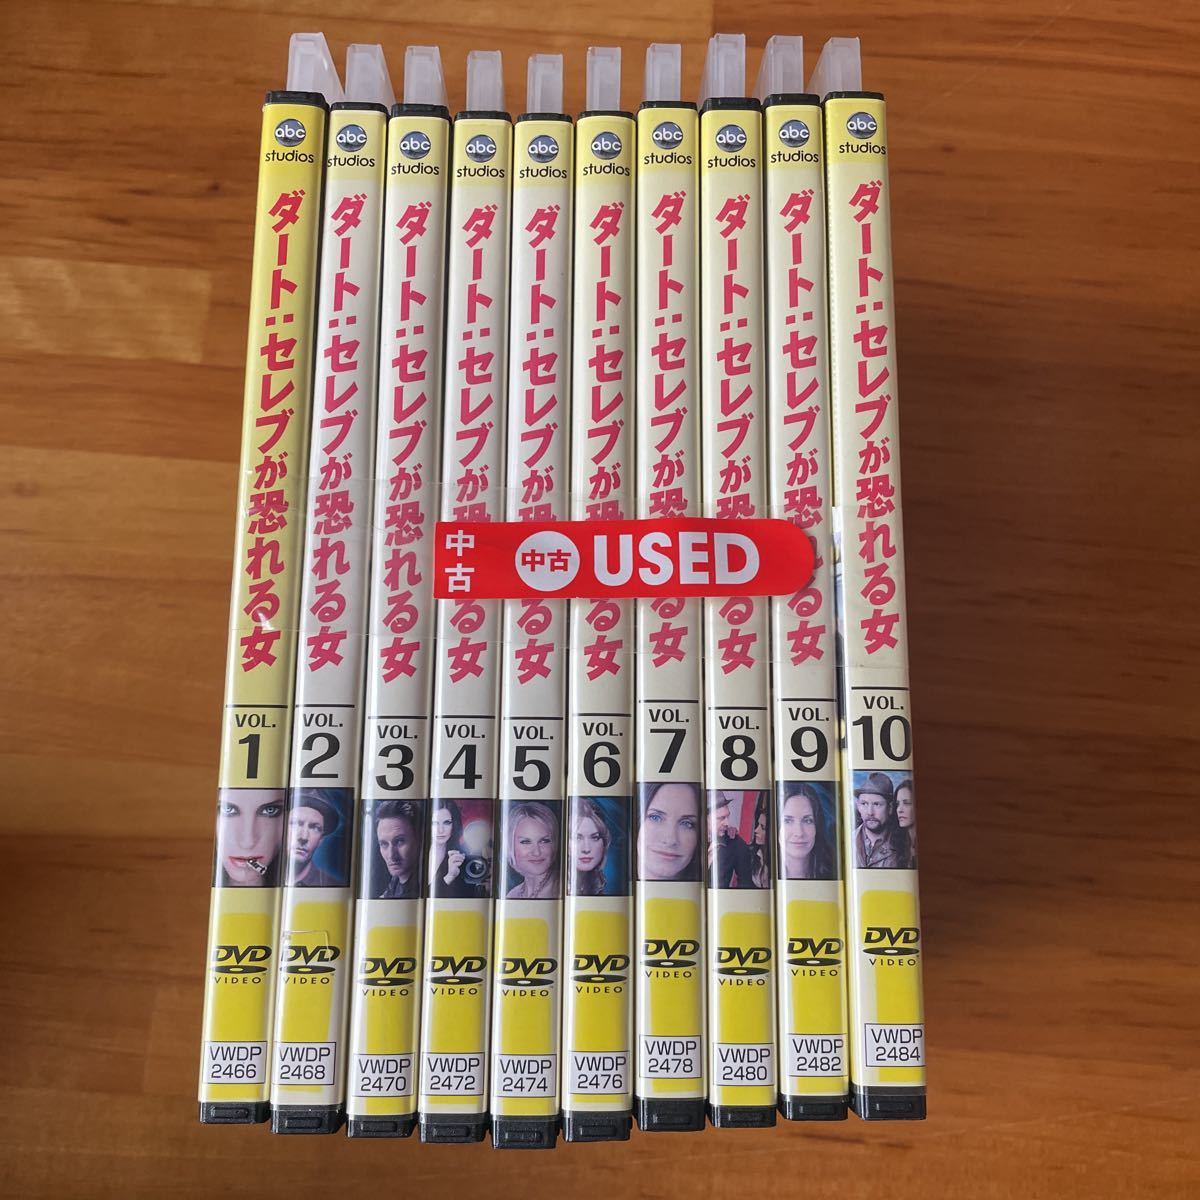 abc
studios
ダート：セレブが恐れる女
VOL.
1
DVD
VIDEO
VWDP
2466
abc
studios
ダート：セレブが恐れる女
VOL.
2
DVD
VIDEO
VWDP
2468
abc
studios
ダート：セレブが恐れる女
VOL.
3
DVD
VIDEO
VWDP
2470
abc
studios
ダート：セレブが恐れる女
VOL.
4
DVD
VIDEO
VWDP
2472
abc
studios
ダート：セレブが恐れる女
VOL.
5
DVD
VIDEO
VWDP
2474
abc
studios
ダート：セレブが恐れる女
VOL.
6
DVD
VIDEO
VWDP
2476
abc
studios
ダート：セレブが恐れる女
VOL.
7
DVD
VIDEO
VWDP
2478
abc
studios
ダート：セレブが恐れる女
VOL.
8
DVD
VIDEO
VWDP
2480
abc
studios
ダート：セレブが恐れる女
VOL.
9
DVD
VIDEO
VWDP
2482
abc
studios
ダート：セレブが恐れる女
VOL.
10
DVD
VIDEO
VWDP
2484
中古
中古 USED